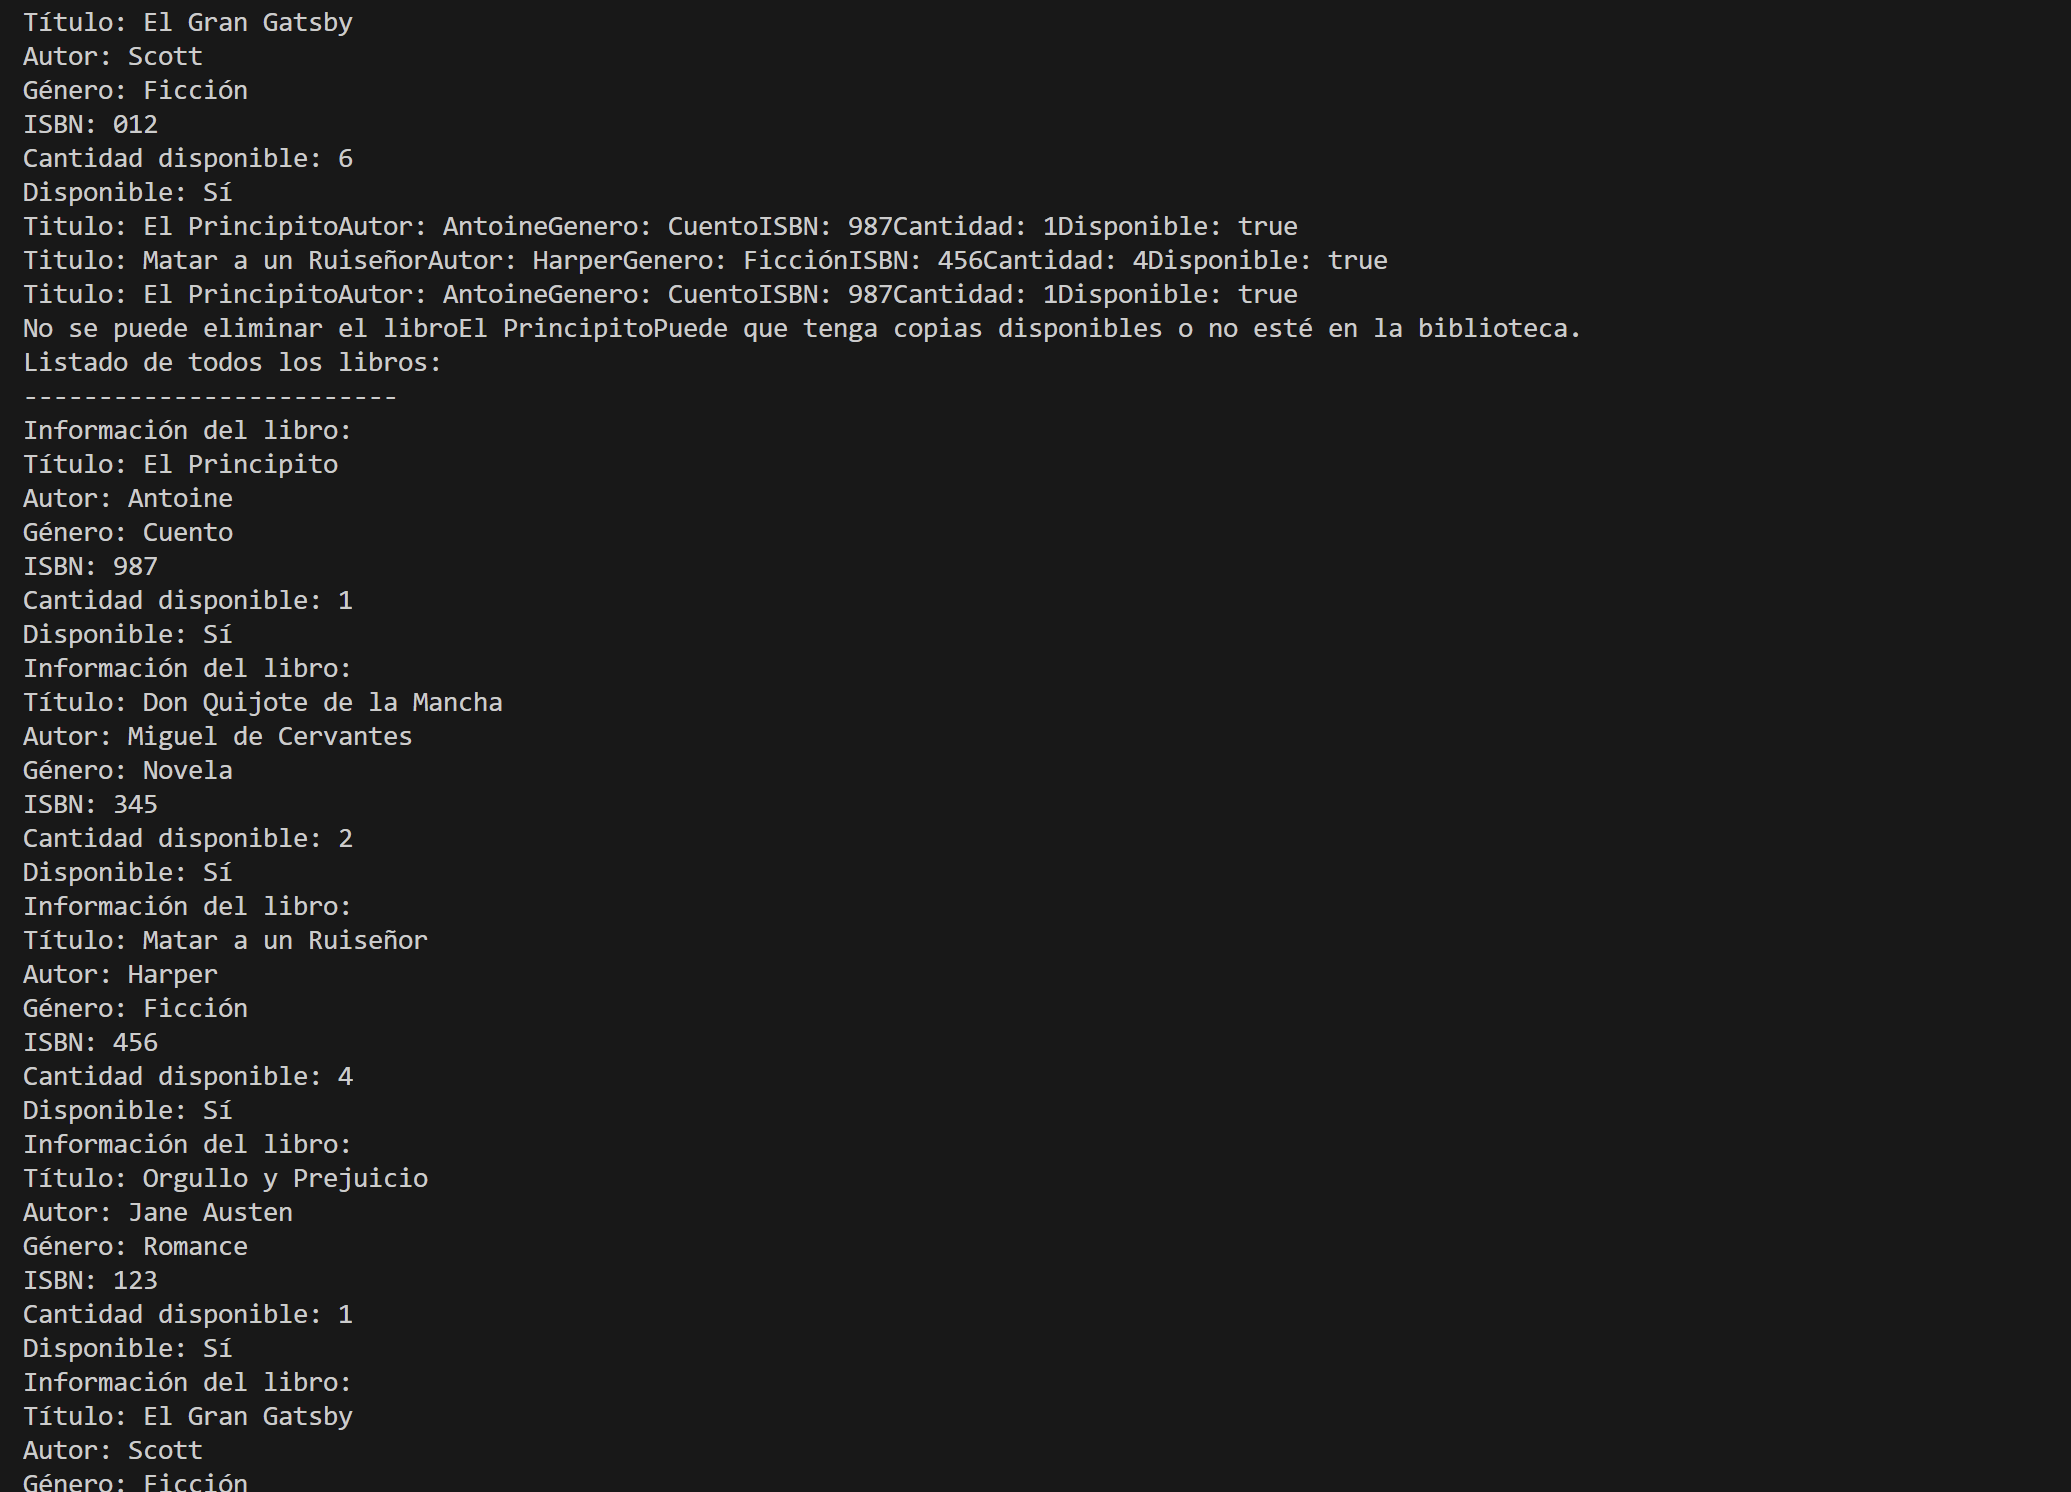 Título: El Gran Gatsby
Autor: Scott
Género: Ficción
ISBN: 012
Cantidad disponible: 6
Disponible: Sí
Titulo: El PrincipitoAutor: AntoineGenero: CuentoISBN: 987Cantidad: 1Disponible: true
Titulo: Matar a un RuiseñorAutor: HarperGenero: FicciónISBN: 456Cantidad: 4Disponible: true
Titulo: El PrincipitoAutor: AntoineGenero: CuentoISBN: 987Cantidad: 1Disponible: true
No se puede eliminar el libroEl PrincipitoPuede que tenga copias disponibles o no esté en la biblioteca.
Listado de todos los libros:
-------------------------
Información del libro:
Título: El Principito
Autor: Antoine
Género: Cuento
ISBN: 987
Cantidad disponible: 1
Disponible: Sí
Información del libro:
Título: Don Quijote de la Mancha
Autor: Miguel de Cervantes
Género: Novela
ISBN: 345
Cantidad disponible: 2
Disponible: Sí
Información del libro:
Título: Matar a un Ruiseñor
Autor: Harper
Género: Ficción
ISBN: 456
Cantidad disponible: 4
Disponible: Sí
Información del libro:
Título: Orgullo y Prejuicio
Autor: Jane Austen
Género: Romance
ISBN: 123
Cantidad disponible: 1
Disponible: Sí
Información del libro:
Título: El Gran Gatsby
Autor: Scott
Género: Ficción